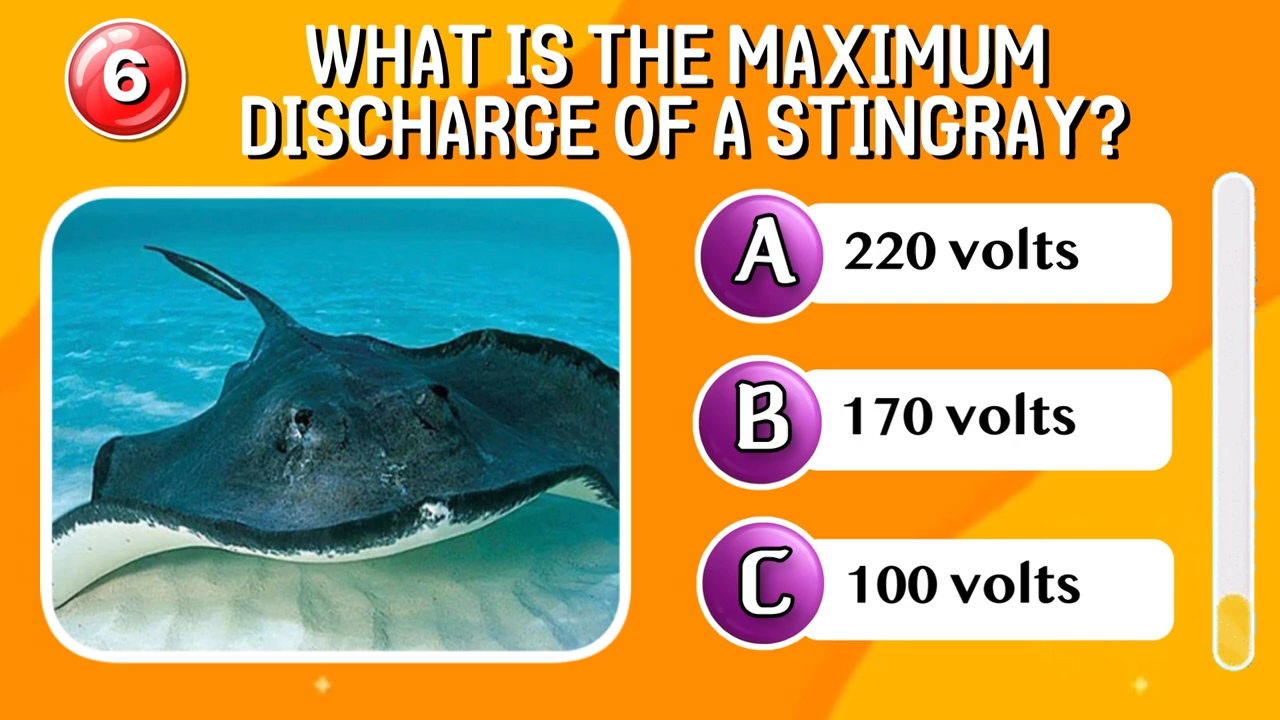 6
WHAT IS THE MAXIMUM
DISCHARGE OF A STINGRAY?
A 220 volts
B 170 volts
C 100 volts